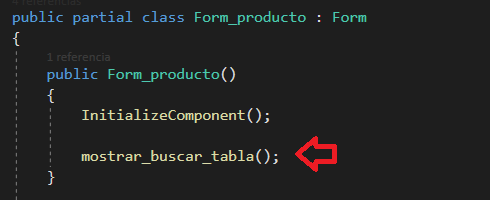 4 referencias
public partial class Form_producto : Form
{
1 referencia
public Form_producto()
{
InitializeComponent();
mostrar_buscar_tabla();
}